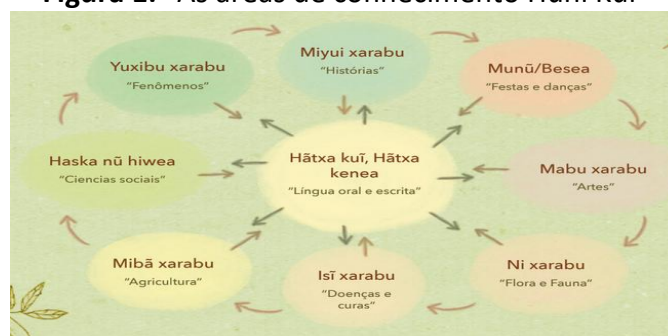 Figura 1: As áreas de conhecimento Huni Kuĩ
Miyui xarabu
"Histórias"
Yuxibu xarabu
"Fenômenos"
Munũ/Besea
"Festas e danças"
Haska nũ hiwea
"Ciencias sociais"
Hãtxa kuĩ, Hãtxa
kenea
"Língua oral e escrita"
Mabu xarabu
"Artes"
Mibã xarabu
"Agricultura"
Isĩ xarabu
"Doenças e
curas"
Ni xarabu
"Flora e Fauna"